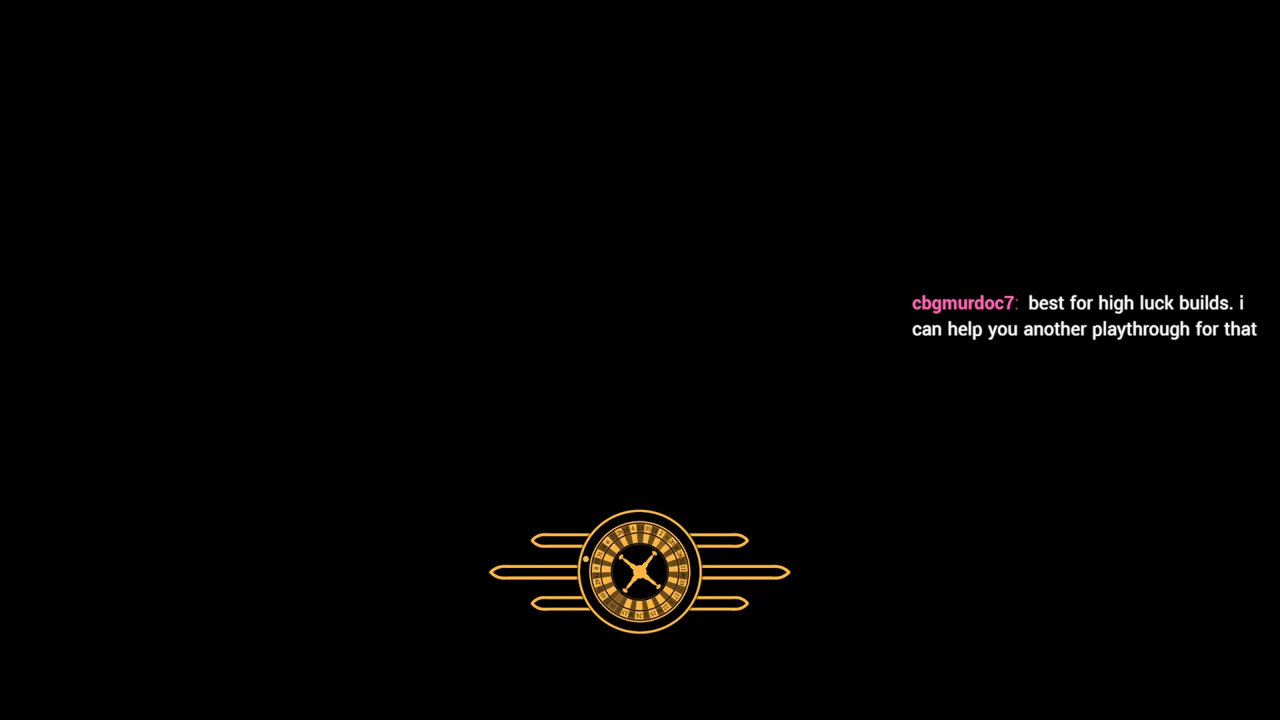 cbgmurdoc7: best for high luck builds. i
can help you another playthrough for that